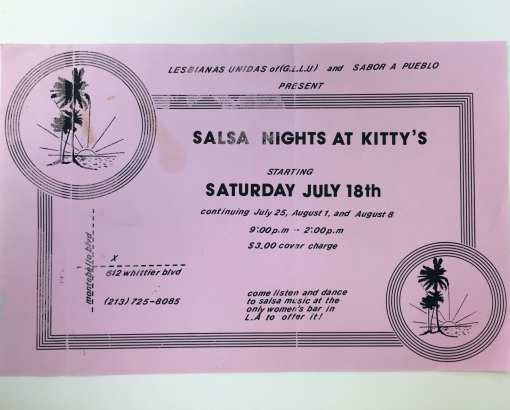 LESBIANAS UNIDAS of (G.L.L.U) and SABOR A PUEBLO
PRESENT
SALSA NIGHTS AT KITTY'S
STARTING
SATURDAY JULY 18th
continuing July 25, August 1, and August 8
9:00p.m -- 2:00p.m
$3.00 cover charge
montebello blvd
X
612 whittier blvd
(213) 725-8085
come listen and dance
to salsa music at the
only women's bar in
L.A to offer it!